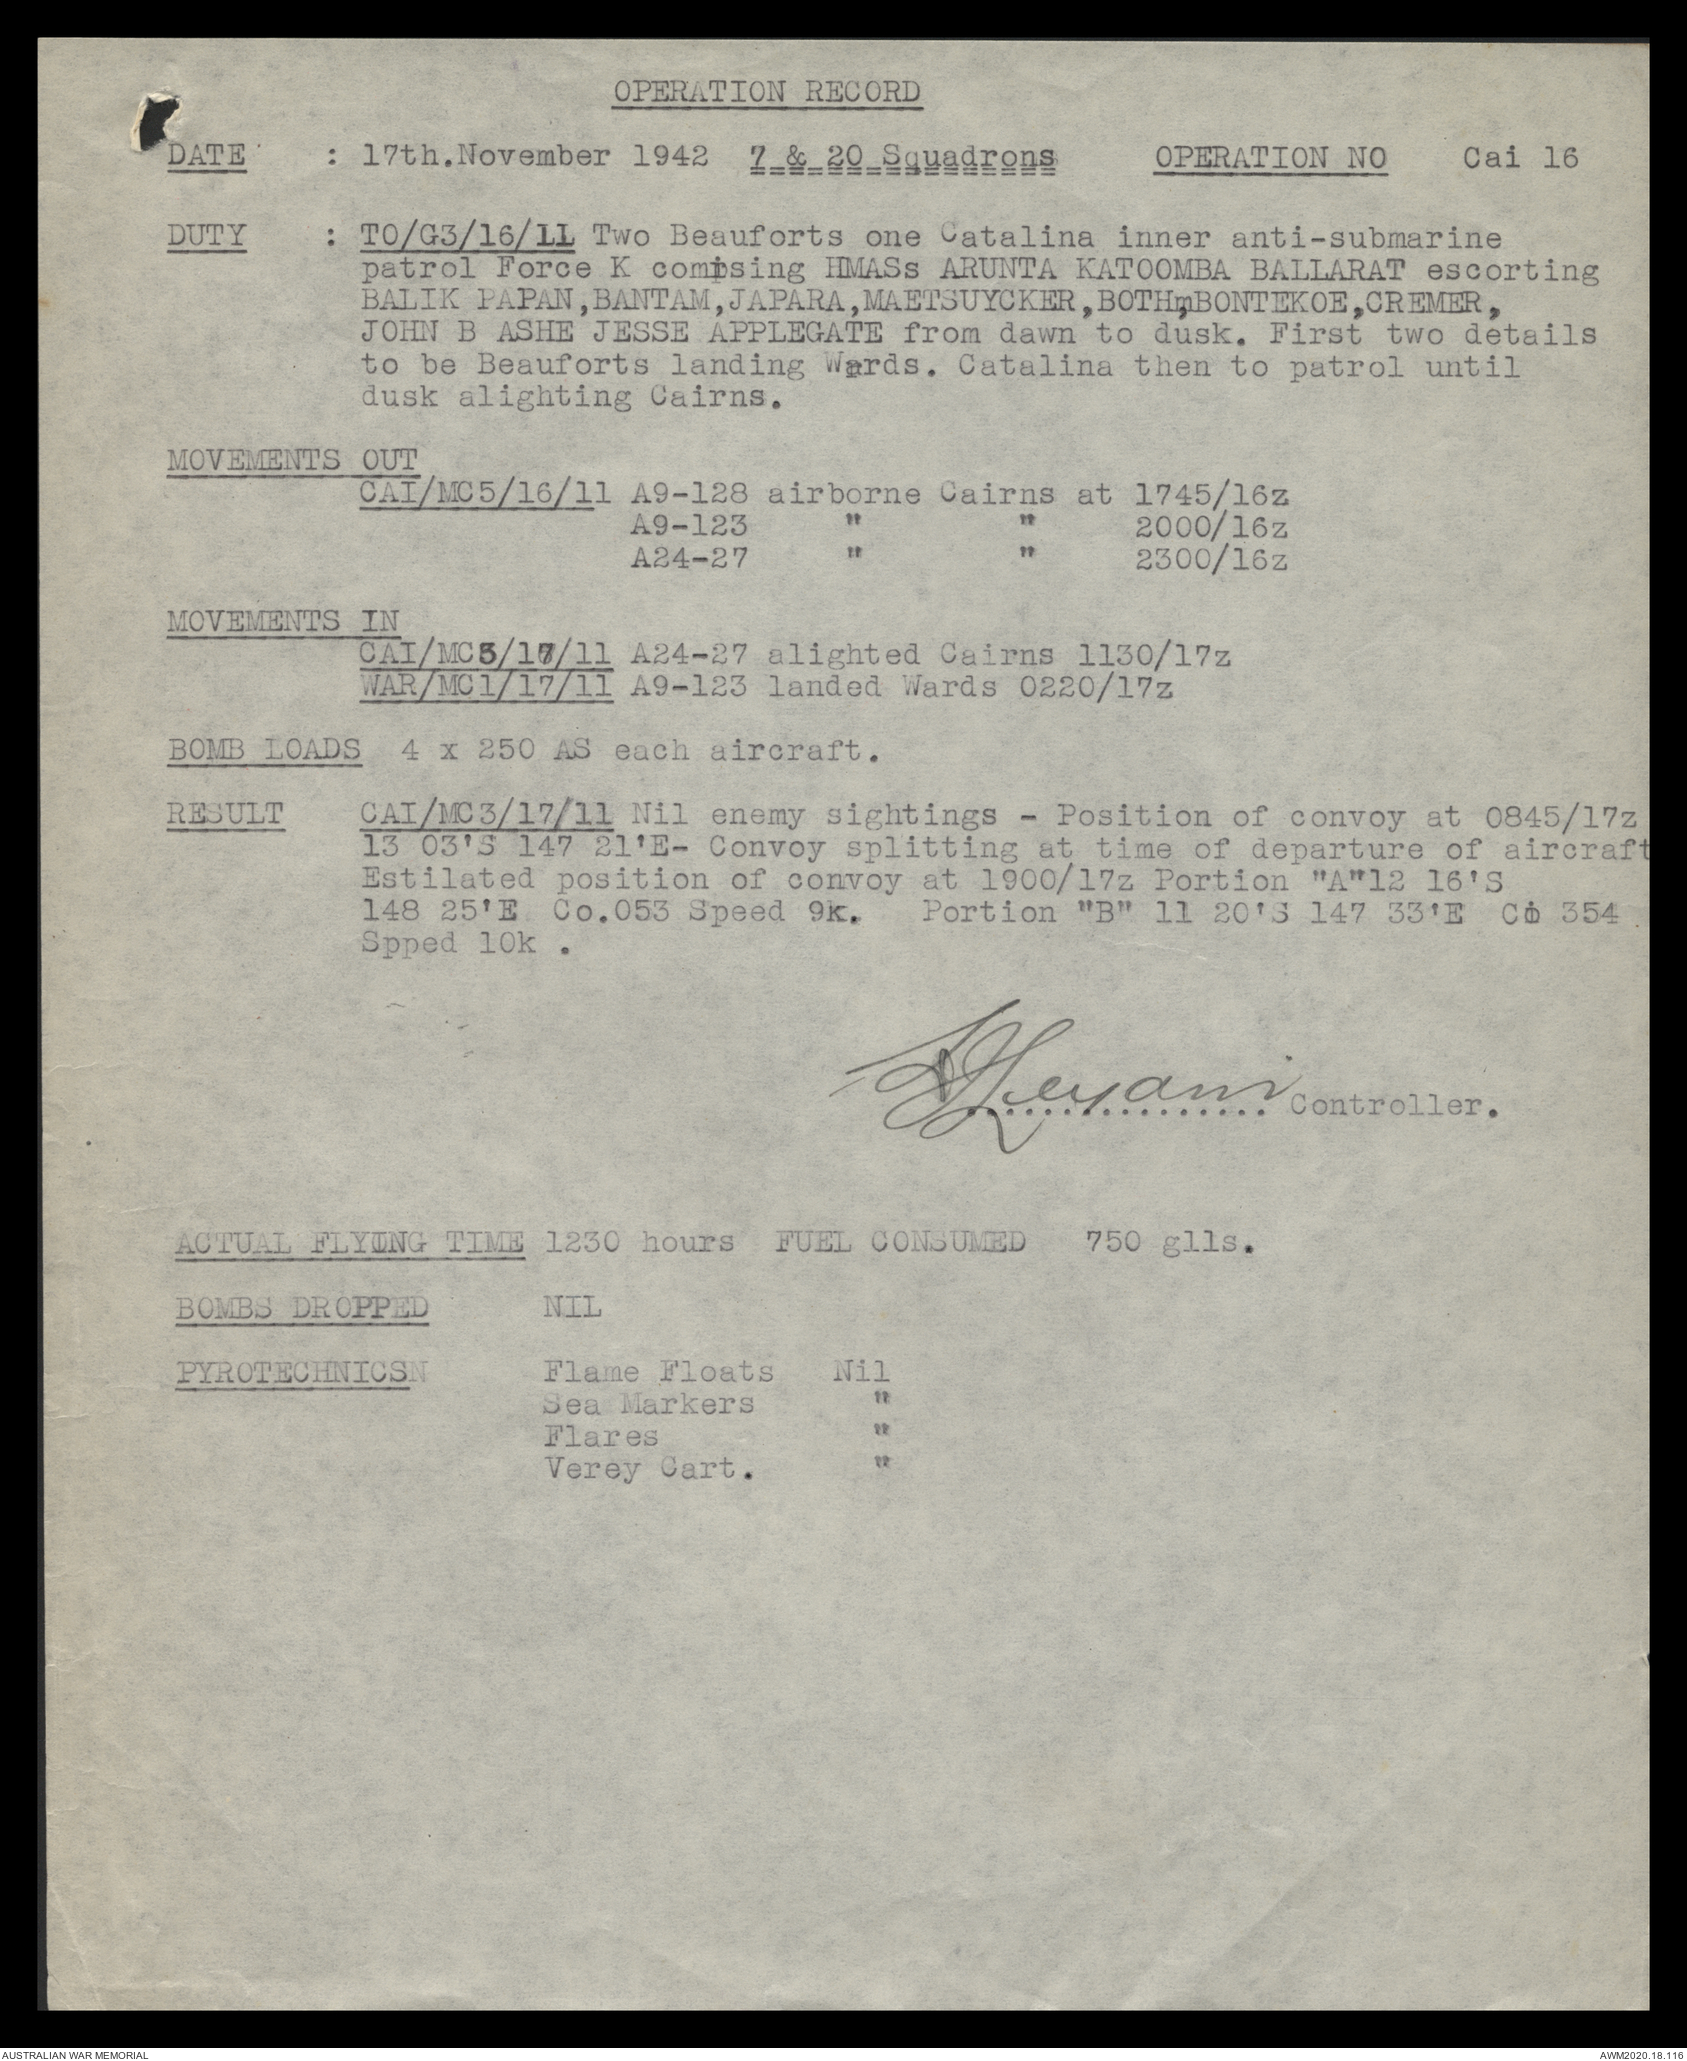 OPERATION RECORD
DATE : 17th.November 1942 7 & 20 Squadrons OPERATION NO Cai 16
DUTY : TO/G3/16/11 Two Beauforts one Catalina inner anti-submarine
patrol Force K compsing HMASs ARUNTA KATOOMBA BALLARAT escorting
BALIK PAPAN,BANTAM,JAPARA,MAETSUYCKER,BOTH,BONTEKOE,CREMER,
JOHN B ASHE JESSE APPLEGATE from dawn to dusk. First two details
to be Beauforts landing Wards. Catalina then to patrol until
dusk alighting Cairns.
MOVEMENTS OUT
CAI/MC5/16/11 A9-128 airborne Cairns at 1745/16z
A9-123 " " 2000/16z
A24-27 " " 2300/16z
MOVEMENTS IN
CAI/MC3/17/11 A24-27 alighted Cairns 1130/17z
WAR/MC1/17/11 A9-123 landed Wards 0220/17z
BOMB LOADS 4 x 250 AS each aircraft.
RESULT CAI/MC3/17/11 Nil enemy sightings - Position of convoy at 0845/17z
13 03'S 147 21'E- Convoy splitting at time of departure of aircraft
Estilated position of convoy at 1900/17z Portion "A"12 16'S
148 25'E Co.053 Speed 9k. Portion "B" 11 20'S 147 33'E Co 354
Spped 10k .
................ Controller.
ACTUAL FLYING TIME 1230 hours FUEL CONSUMED 750 glls.
BOMBS DROPPED NIL
PYROTECHNICSN Flame Floats Nil
Sea Markers "
Flares "
Verey Cart. "
AUSTRALIAN WAR MEMORIAL AWM2020.18.116